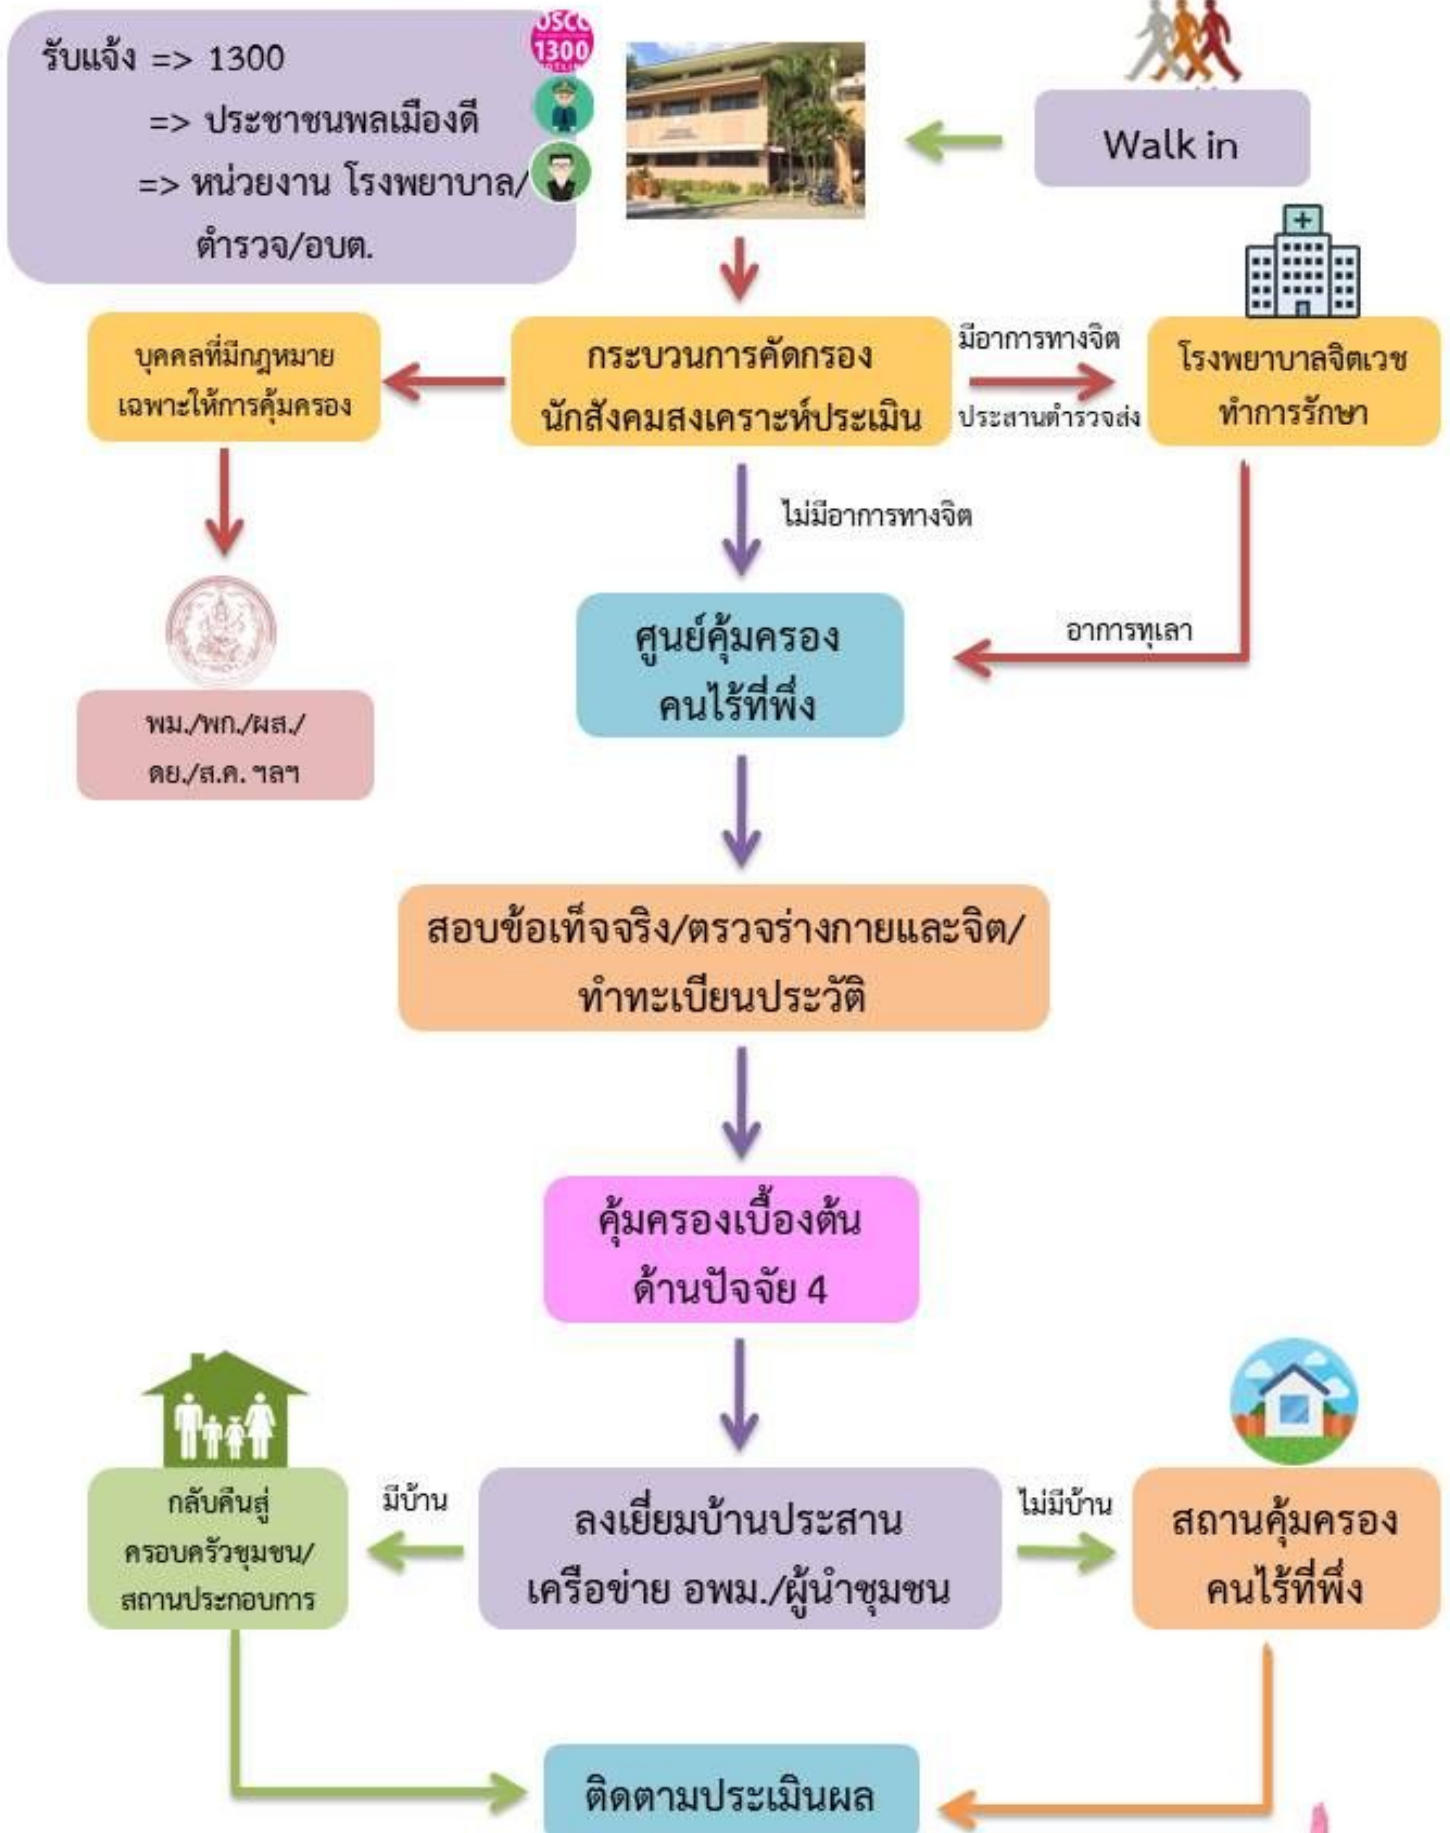 รับแจ้ง => 1300
=> ประชาชนพลเมืองดี
=> หน่วยงาน โรงพยาบาล/
ตำรวจ/อบต.
OSCC
1300
Walk in
บุคคลที่มีกฎหมาย
เฉพาะให้การคุ้มครอง
กระบวนการคัดกรอง
นักสังคมสงเคราะห์ประเมิน
มีอาการทางจิต
ประสานตำรวจส่ง
โรงพยาบาลจิตเวช
ทำการรักษา
ไม่มีอาการทางจิต
ศูนย์คุ้มครอง
คนไร้ที่พึ่ง
อาการทุเลา
พม./พก./ผส./
ดย./ส.ค. ฯลฯ
สอบข้อเท็จจริง/ตรวจร่างกายและจิต/
ทำทะเบียนประวัติ
คุ้มครองเบื้องต้น
ด้านปัจจัย 4
กลับคืนสู่
ครอบครัวชุมชน/
สถานประกอบการ
มีบ้าน
ลงเยี่ยมบ้านประสาน
เครือข่าย อพม./ผู้นำชุมชน
ไม่มีบ้าน
สถานคุ้มครอง
คนไร้ที่พึ่ง
ติดตามประเมินผล